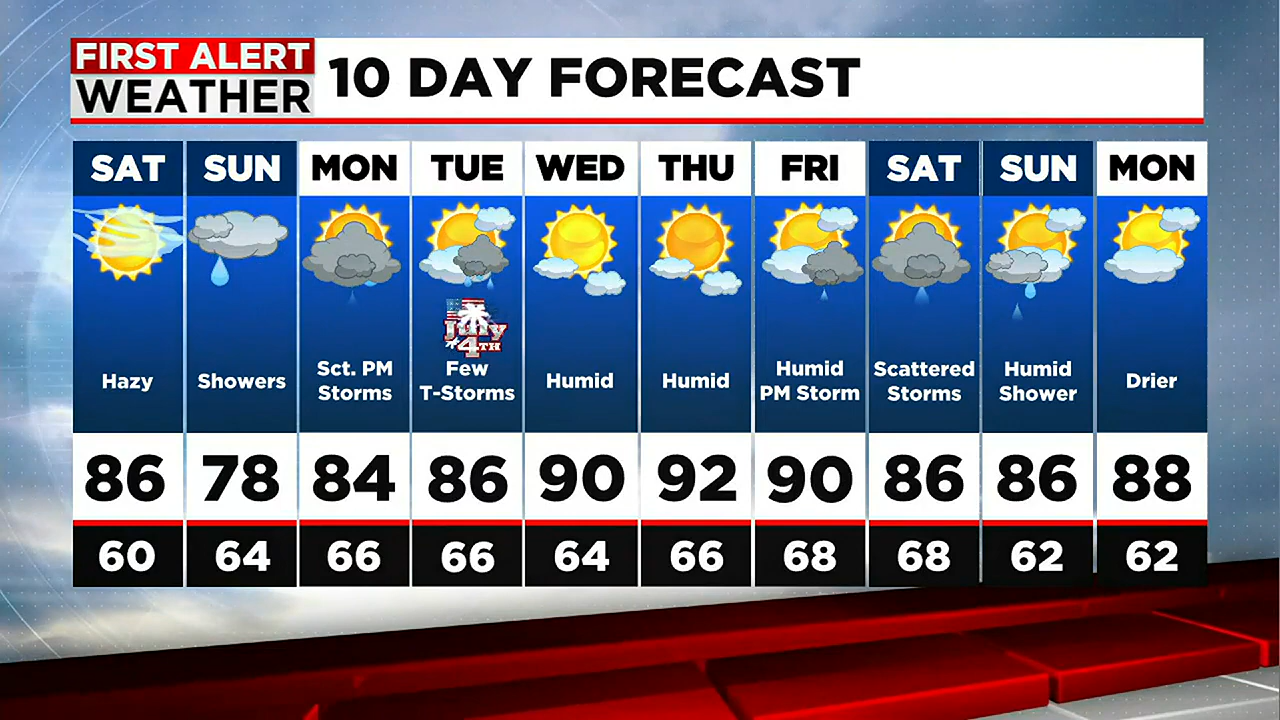 FIRST ALERT
WEATHER
10 DAY FORECAST
SAT SUN MON TUE WED THU FRI SAT SUN MON
July
4TH
Hazy
Showers
Sct. PM
Storms
Few
T-Storms
Humid
Humid
Humid
PM Storm
Scattered
Storms
Humid
Shower
Drier
86 78 84 86 90 92 90 86 86 88
60 64 66 66 64 66 68 68 62 62